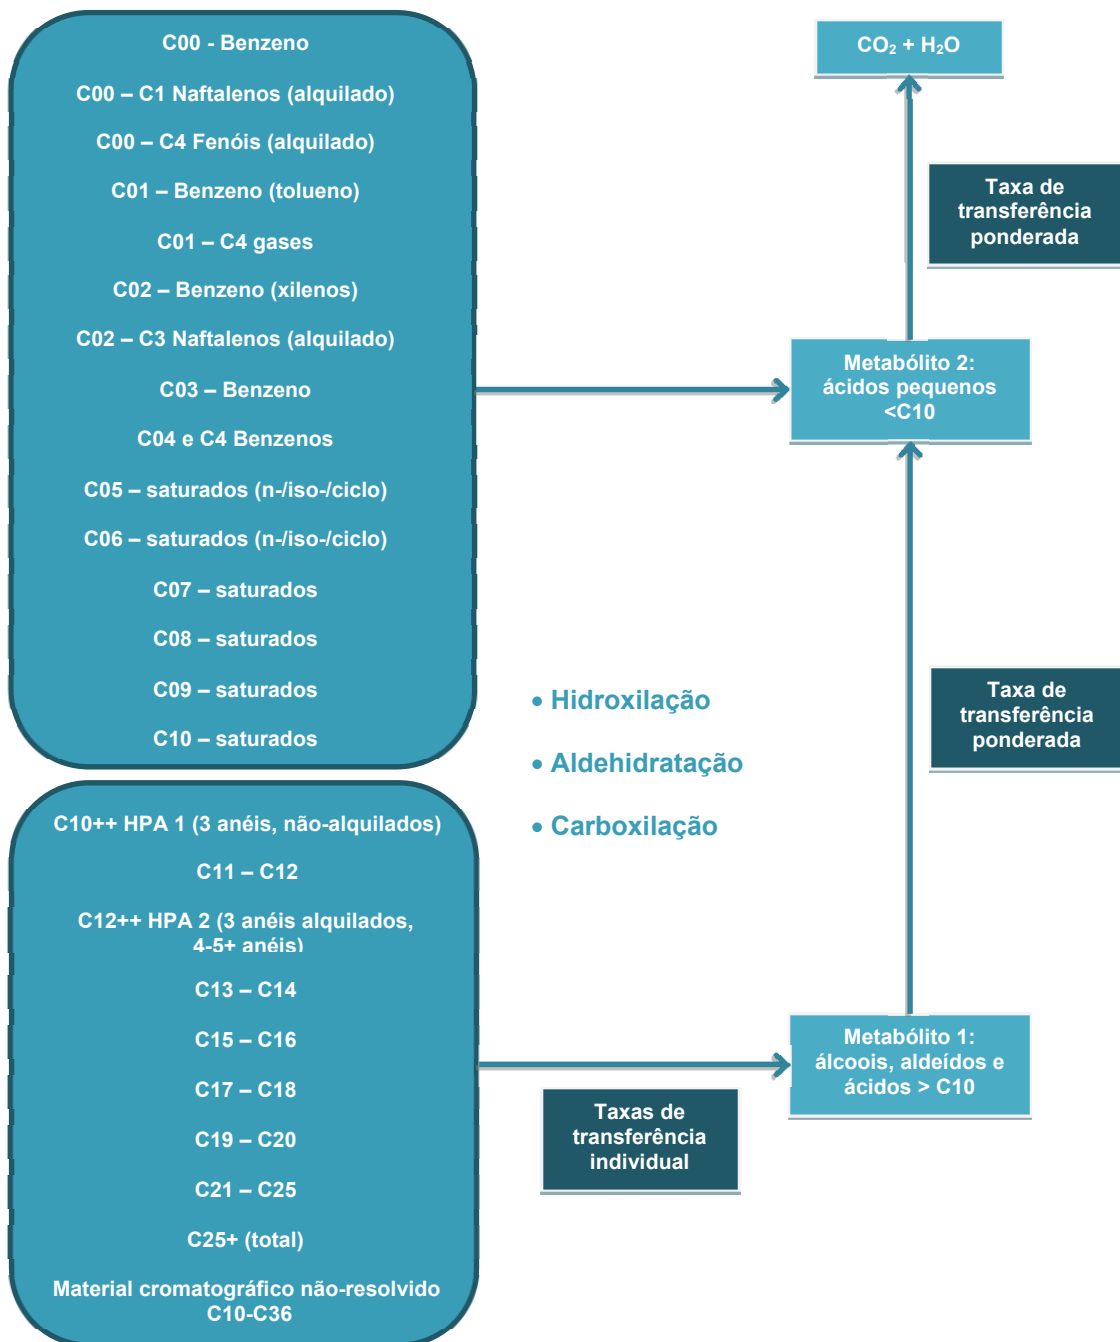 C00 - Benzeno
C00 – C1 Naftalenos (alquilado)
C00 – C4 Fenóis (alquilado)
C01 – Benzeno (tolueno)
C01 – C4 gases
C02 – Benzeno (xilenos)
C02 – C3 Naftalenos (alquilado)
C03 – Benzeno
C04 e C4 Benzenos
C05 – saturados (n-/iso-/ciclo)
C06 – saturados (n-/iso-/ciclo)
C07 – saturados
C08 – saturados
C09 – saturados
C10 – saturados
C10++ HPA 1 (3 anéis, não-alquilados)
C11 – C12
C12++ HPA 2 (3 anéis alquilados,
4-5+ anéis)
C13 – C14
C15 – C16
C17 – C18
C19 – C20
C21 – C25
C25+ (total)
Material cromatográfico não-resolvido
C10-C36
• Hidroxilação
• Aldehidratação
• Carboxilação
Taxas de
transferência
individual
CO₂ + H₂O
Taxa de
transferência
ponderada
Metabólito 2:
ácidos pequenos
<C10
Taxa de
transferência
ponderada
Metabólito 1:
álcoois, aldeídos e
ácidos > C10